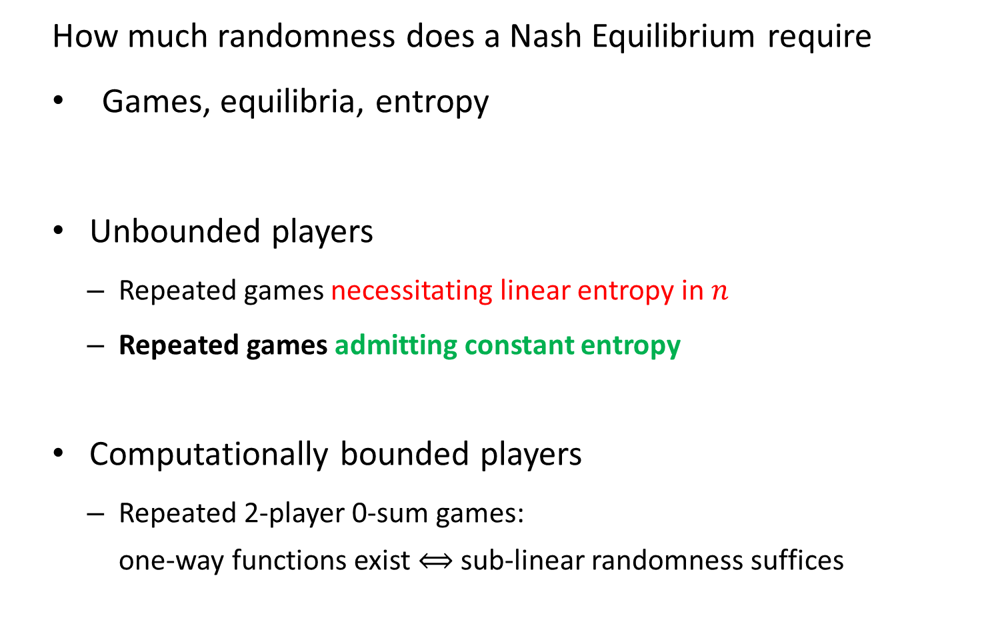 How much randomness does a Nash Equilibrium require
• Games, equilibria, entropy
• Unbounded players
– Repeated games necessitating linear entropy in 𝑛
– Repeated games admitting constant entropy
• Computationally bounded players
– Repeated 2-player 0-sum games:
one-way functions exist ⟺ sub-linear randomness suffices